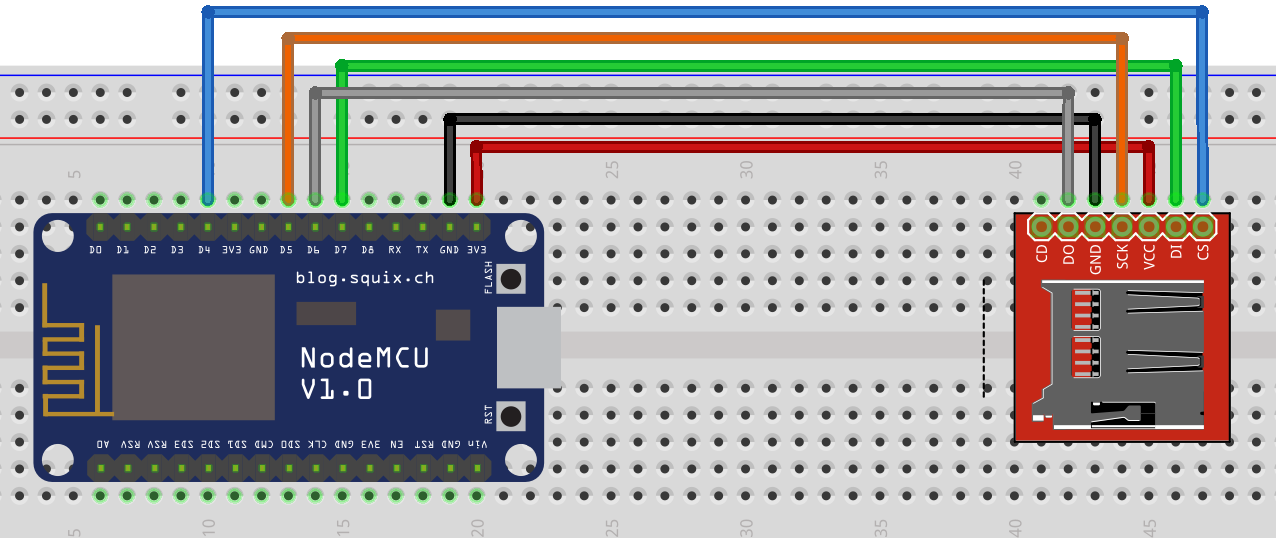 5 25 30 35 40
D0 D1 D2 D3 D4 3V3 GND D5 D6 D7 D8 RX TX GND 3V3
CD DO GND SCK VCC DI CS
blog.squix.ch
FLASH
NodeMCU
V1.0
RST
A0 RSV RSV SD3 SD2 SD1 CMD SDO CLK GND 3V3 EN RST GND Vin
5 10 15 20 25 30 35 40 45